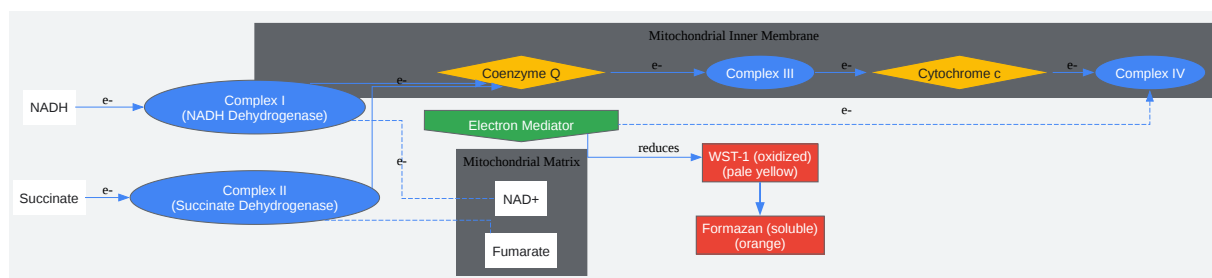 Mitochondrial Inner Membrane
Coenzyme Q
e-
Complex III
e-
Cytochrome c
e-
Complex IV
e-
NADH
e-
Complex I
(NADH Dehydrogenase)
Electron Mediator
e-
reduces
WST-1 (oxidized)
(pale yellow)
Mitochondrial Matrix
e-
Succinate
e-
Complex II
(Succinate Dehydrogenase)
NAD+
Formazan (soluble)
(orange)
Fumarate